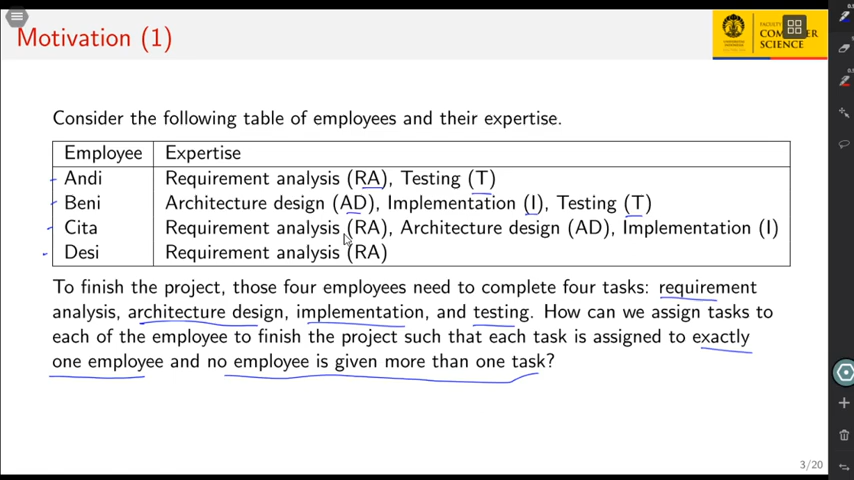 Motivation (1)
COMPUTER
SCIENCE
Consider the following table of employees and their expertise.
Employee Expertise
Andi Requirement analysis (RA), Testing (T)
Beni Architecture design (AD), Implementation (I), Testing (T)
Cita Requirement analysis (RA), Architecture design (AD), Implementation (I)
Desi Requirement analysis (RA)
To finish the project, those four employees need to complete four tasks: requirement
analysis, architecture design, implementation, and testing. How can we assign tasks to
each of the employee to finish the project such that each task is assigned to exactly
one employee and no employee is given more than one task?
3/20